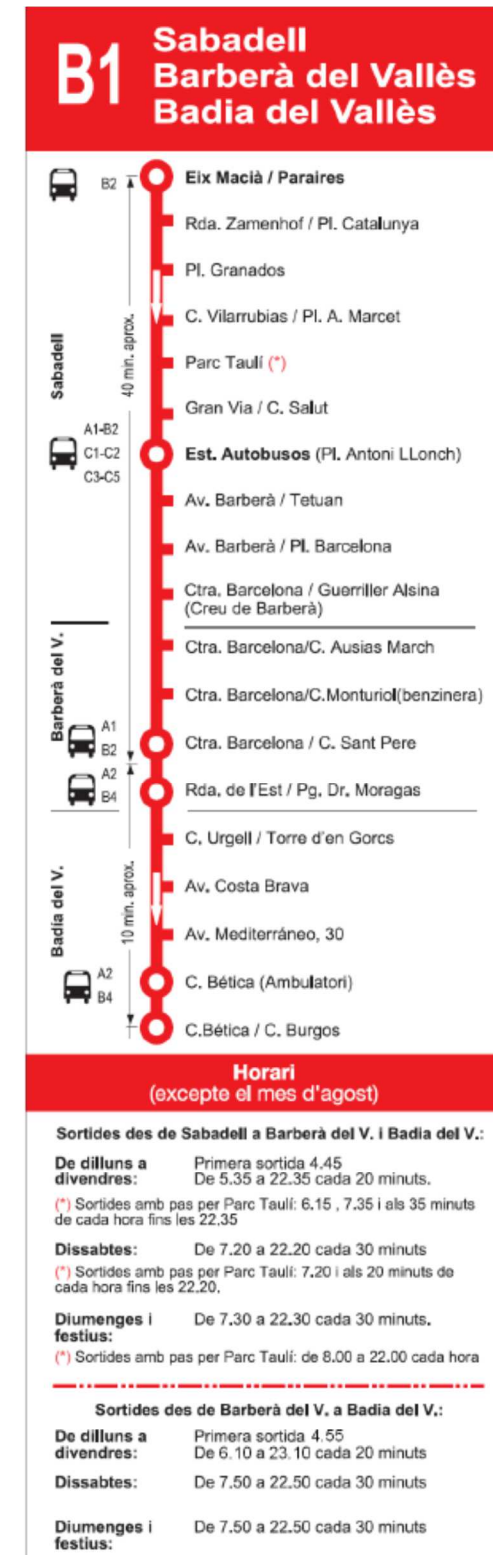 B1
Sabadell
Barberà del Vallès
Badia del Vallès
B2
Eix Macià / Paraires
Rda. Zamenhof / Pl. Catalunya
Pl. Granados
C. Vilarrubias / Pl. A. Marcet
Parc Taulí (*)
Gran Via / C. Salut
Sabadell
40 min. aprox.
A1-B2
C1-C2
C3-C5
Est. Autobusos (Pl. Antoni LLonch)
Av. Barberà / Tetuan
Av. Barberà / Pl. Barcelona
Ctra. Barcelona / Guerriller Alsina
(Creu de Barberà)
Barberà del V.
Ctra. Barcelona/C. Ausias March
Ctra. Barcelona/C.Monturiol(benzinera)
A1
B2
Ctra. Barcelona / C. Sant Pere
A2
B4
Rda. de l'Est / Pg. Dr. Moragas
C. Urgell / Torre d'en Gorcs
Badia del V.
10 min. aprox.
Av. Costa Brava
Av. Mediterráneo, 30
A2
B4
C. Bética (Ambulatori)
C.Bética / C. Burgos
Horari
(excepte el mes d'agost)
Sortides des de Sabadell a Barberà del V. i Badia del V.:
De dilluns a Primera sortida 4.45
divendres: De 5.35 a 22.35 cada 20 minuts.
(*) Sortides amb pas per Parc Taulí: 6.15 , 7.35 i als 35 minuts
de cada hora fins les 22.35
Dissabtes: De 7.20 a 22.20 cada 30 minuts
(*) Sortides amb pas per Parc Taulí: 7.20 i als 20 minuts de
cada hora fins les 22.20.
Diumenges i De 7.30 a 22.30 cada 30 minuts.
festius:
(*) Sortides amb pas per Parc Taulí: de 8.00 a 22.00 cada hora
Sortides des de Barberà del V. a Badia del V.:
De dilluns a Primera sortida 4.55
divendres: De 6.10 a 23.10 cada 20 minuts
Dissabtes: De 7.50 a 22.50 cada 30 minuts
Diumenges i De 7.50 a 22.50 cada 30 minuts
festius: